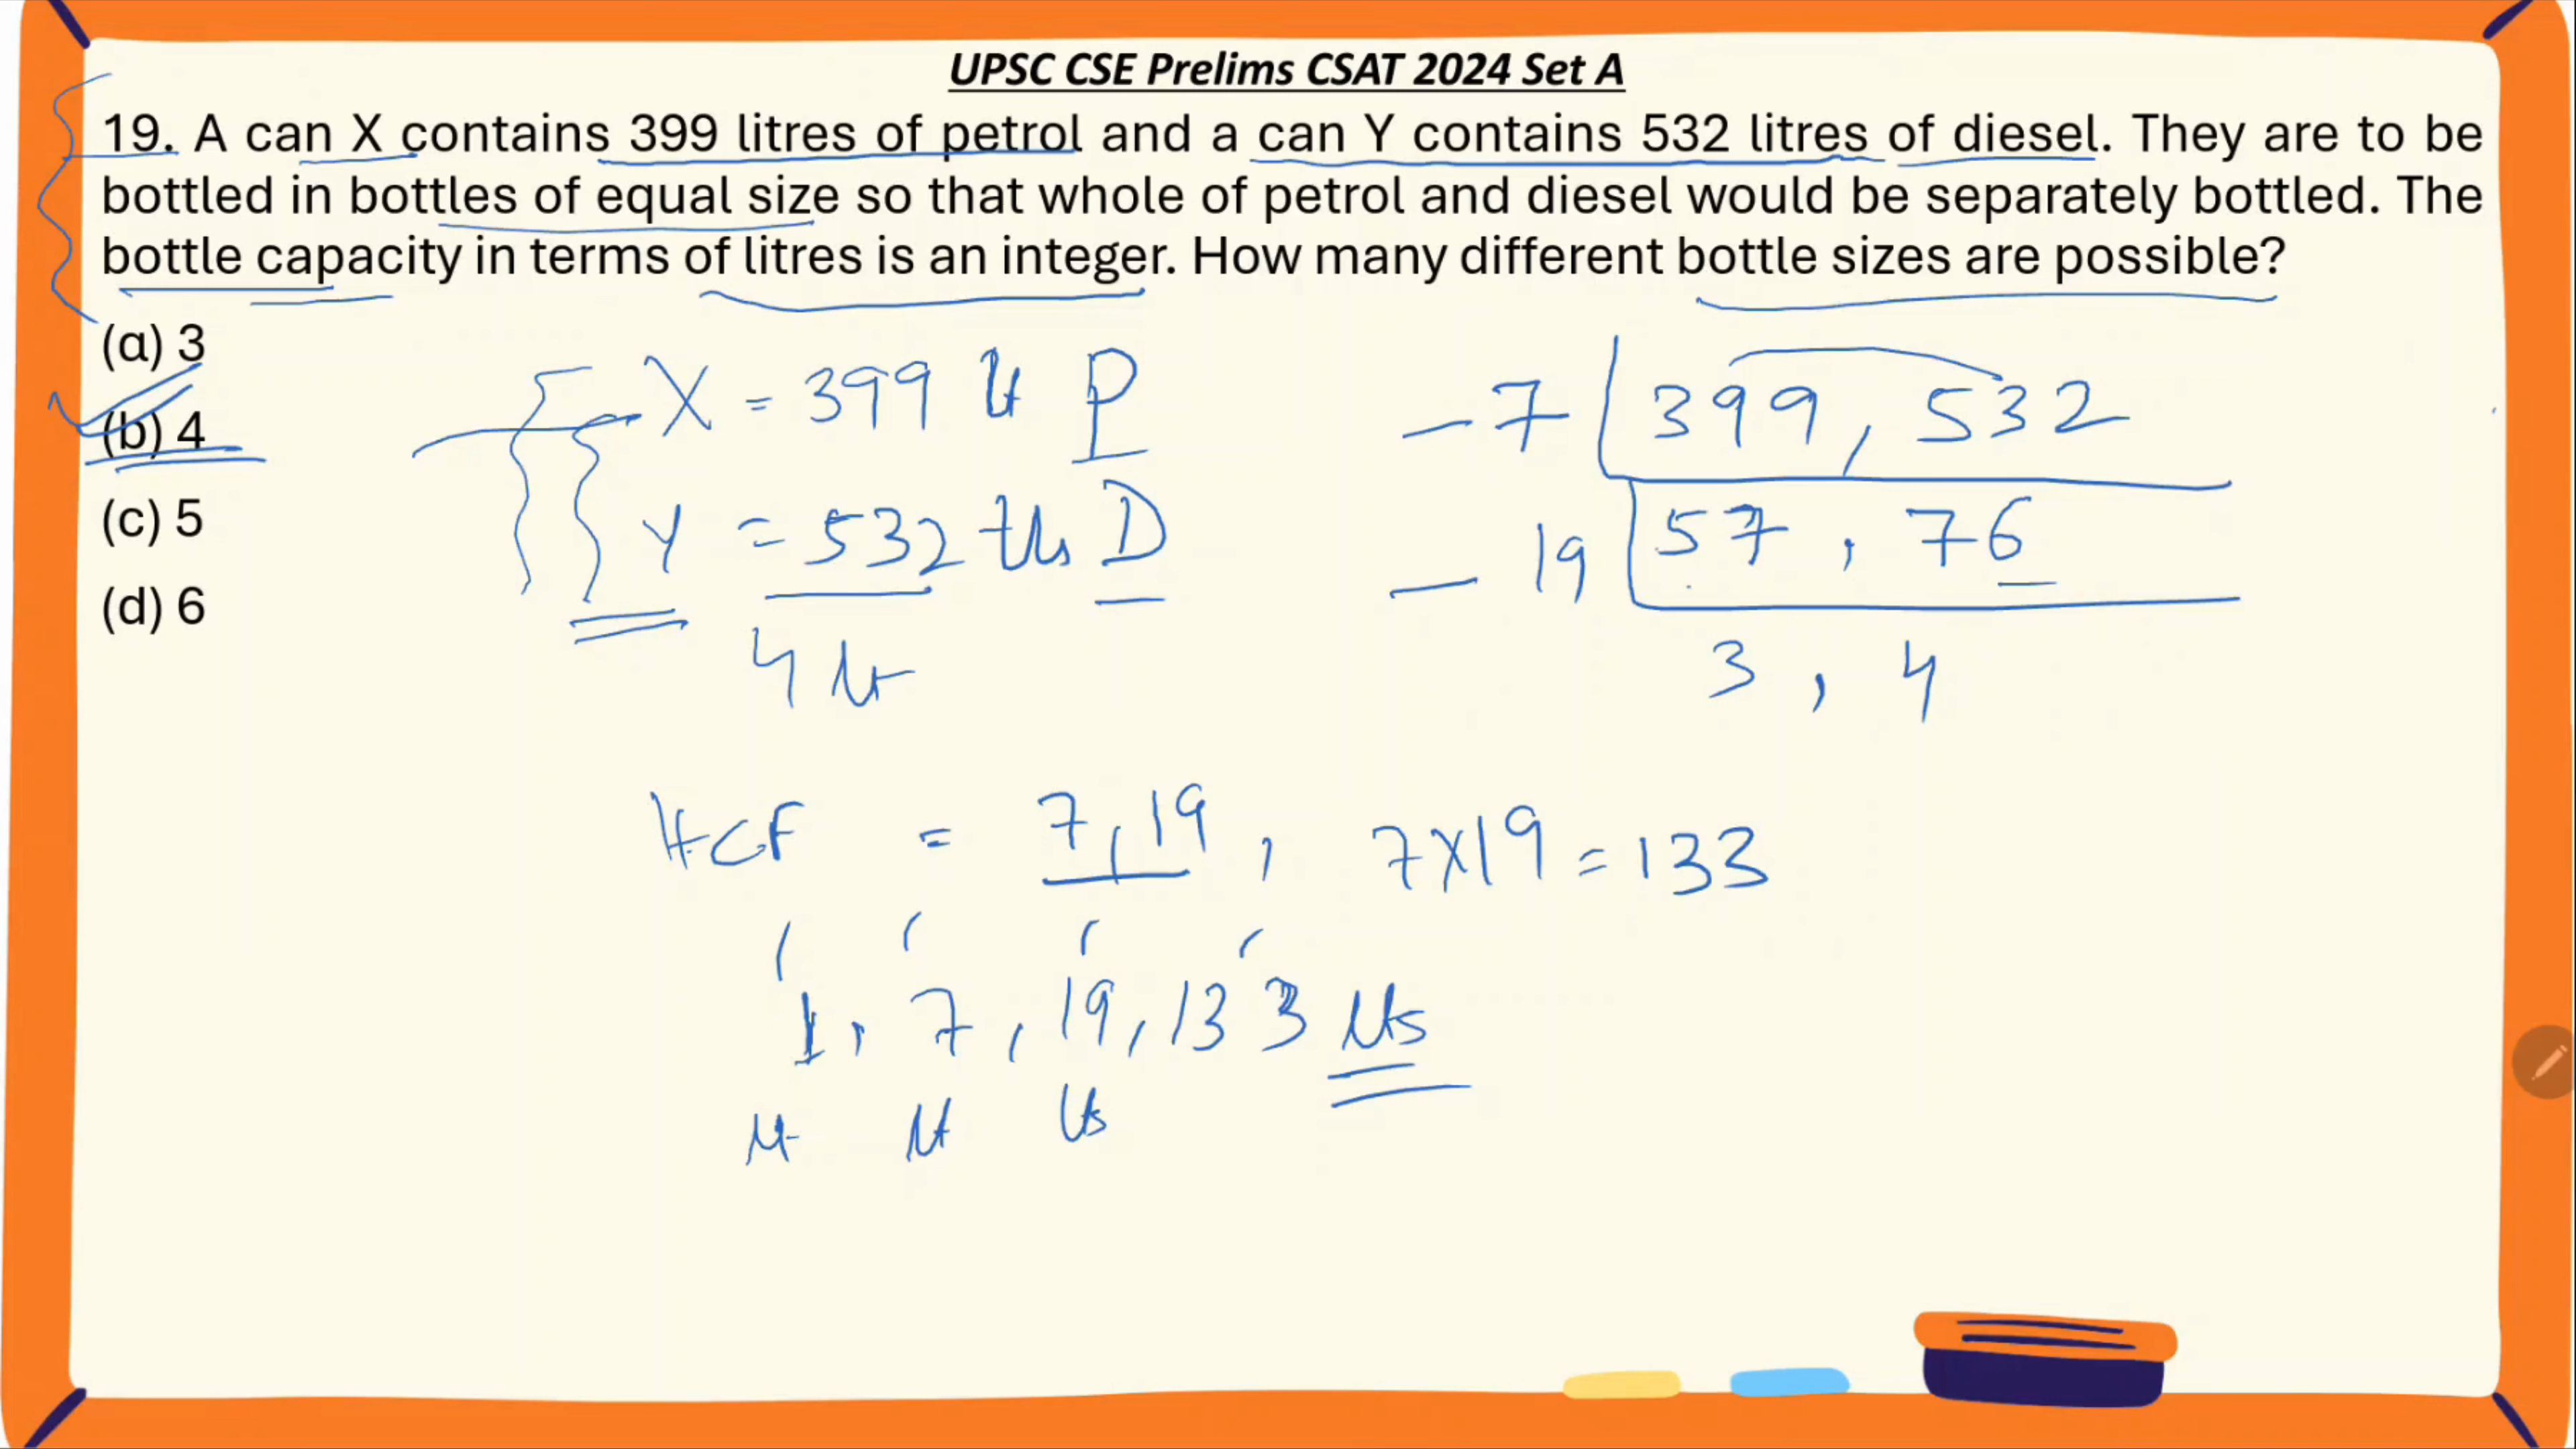 UPSC CSE Prelims CSAT 2024 Set A
19. A can X contains 399 litres of petrol and a can Y contains 532 litres of diesel. They are to be
bottled in bottles of equal size so that whole of petrol and diesel would be separately bottled. The
bottle capacity in terms of litres is an integer. How many different bottle sizes are possible?
(a) 3
(b) 4
(c) 5
(d) 6
X = 399 lt P
Y = 532 lts D
4 lt
7 399, 532
19 57, 76
3, 4
HCF = 7, 19, 7x19 = 133
1, 7, 19, 133 lts
lt lt lts